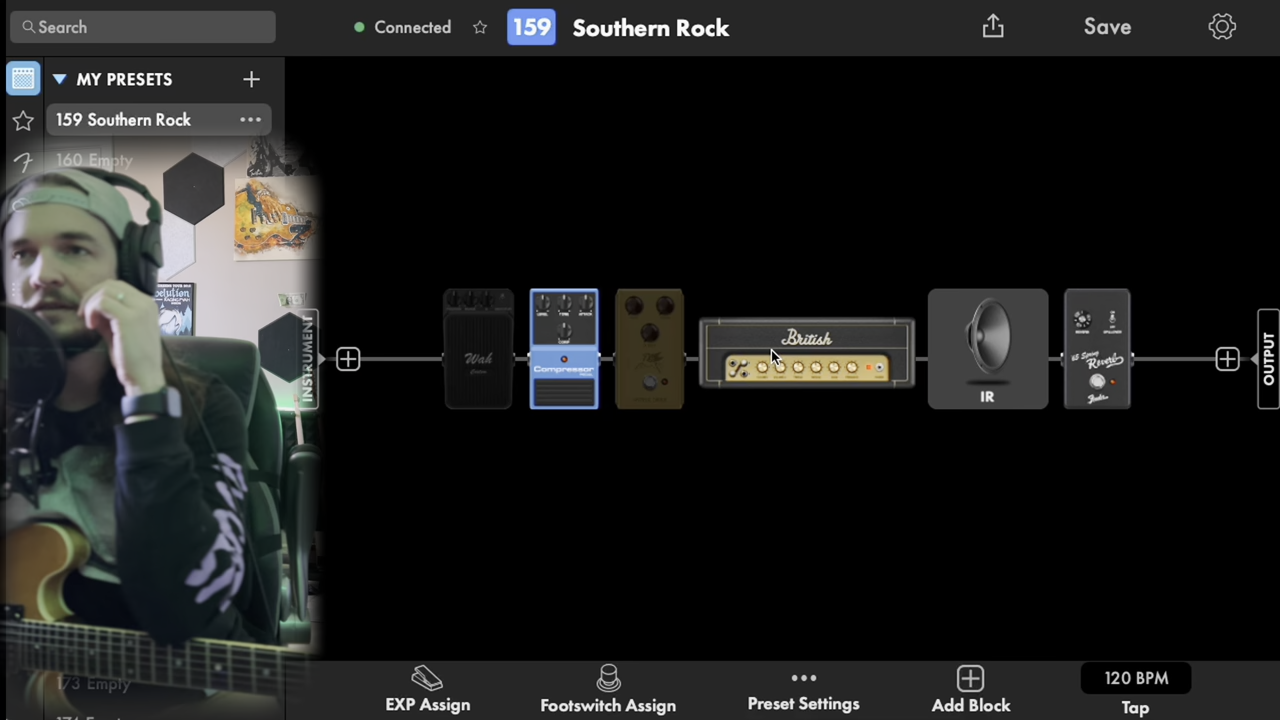 Search
Connected
159
Southern Rock
Save
MY PRESETS
159 Southern Rock
160 Empty
INSTRUMENT
Wah
Compressor
British
IR
Reverb
Fender
OUTPUT
173 Empty
EXP Assign
Footswitch Assign
Preset Settings
Add Block
120 BPM
Tap